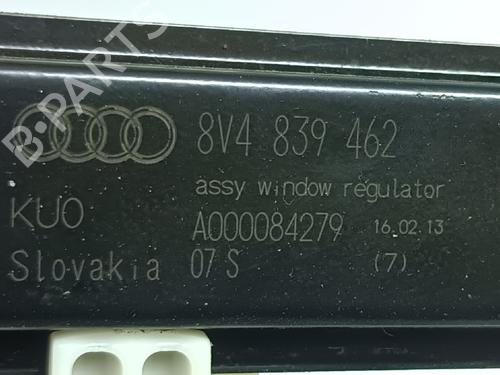 B-PARTS
8V4 839 462
assy window regulator
KUO A000084279 16.02.13
Slovakia 07 S (7)